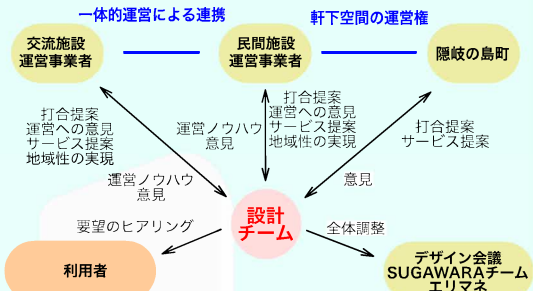 一体的運営による連携
軒下空間の運営権
交流施設
運営事業者
民間施設
運営事業者
隠岐の島町
打合提案
運営への意見
サービス提案
地域性の実現
運営ノウハウ
意見
打合提案
運営への意見
サービス提案
地域性の実現
打合提案
サービス提案
運営ノウハウ
意見
意見
設計
チーム
要望のヒアリング
全体調整
利用者
デザイン会議
SUGAWARAチーム
エリマネ